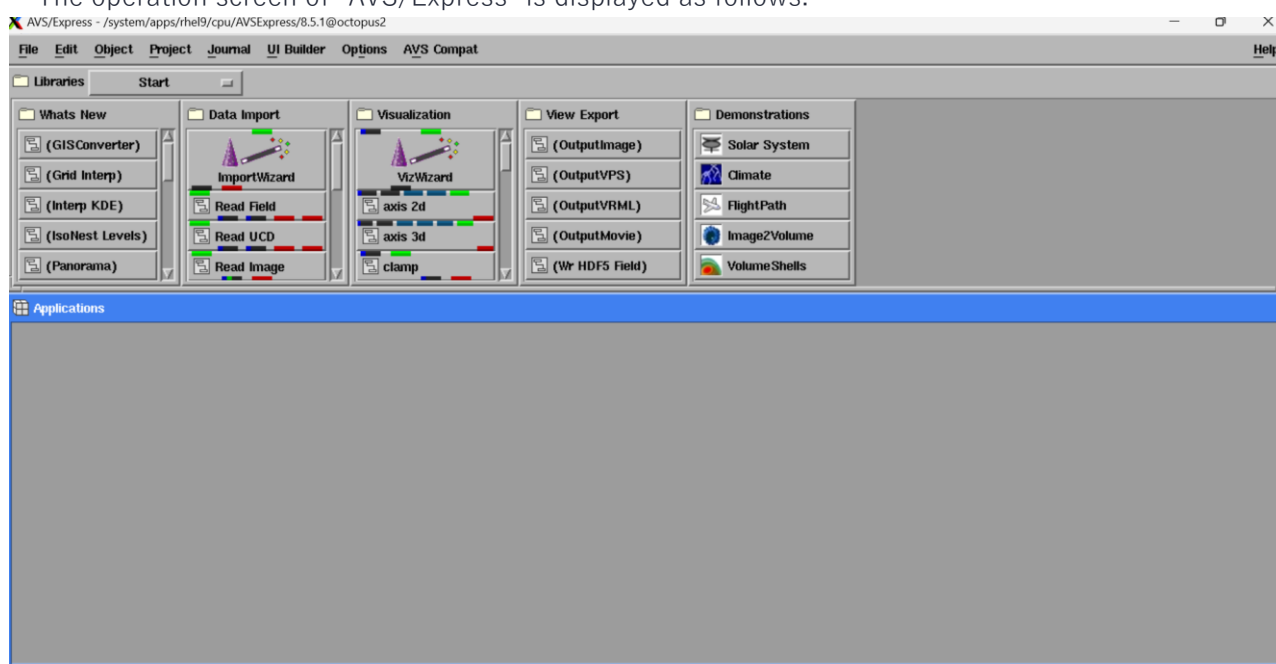 The operation screen of "AVS/Express" is displayed as follows.
AVS/Express - /system/apps/rhel9/cpu/AVSExpress/8.5.1@octopus2
File Edit Object Project Journal UI Builder Options AVS Compat Help
Libraries Start
Whats New
(GISConverter)
(Grid Interp)
(Interp KDE)
(IsoNest Levels)
(Panorama)
Data Import
ImportWizard
Read Field
Read UCD
Read Image
Visualization
VizWizard
axis 2d
axis 3d
clamp
View Export
(OutputImage)
(OutputVPS)
(OutputVRML)
(OutputMovie)
(Wr HDF5 Field)
Demonstrations
Solar System
Climate
FlightPath
Image2Volume
VolumeShells
Applications